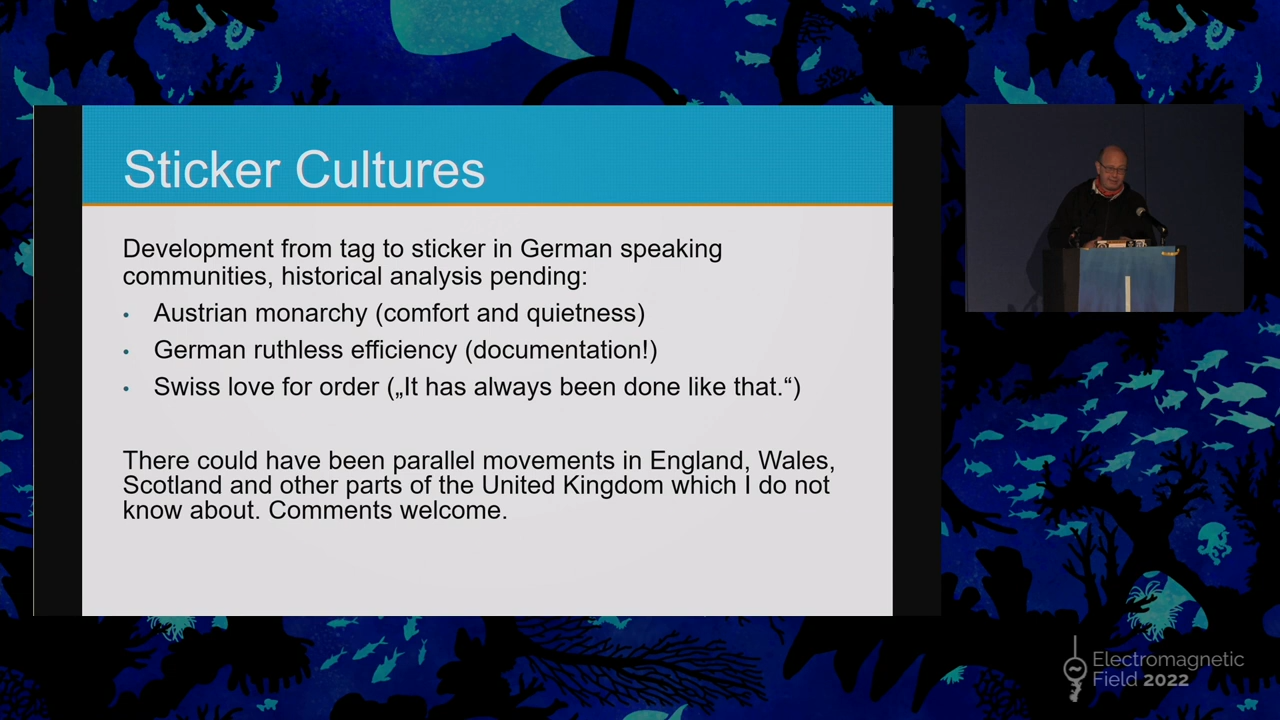 Sticker Cultures
Development from tag to sticker in German speaking
communities, historical analysis pending:
• Austrian monarchy (comfort and quietness)
• German ruthless efficiency (documentation!)
• Swiss love for order („It has always been done like that.“)
There could have been parallel movements in England, Wales,
Scotland and other parts of the United Kingdom which I do not
know about. Comments welcome.
Electromagnetic
Field 2022